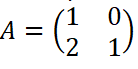 A = (1 0
2 1)